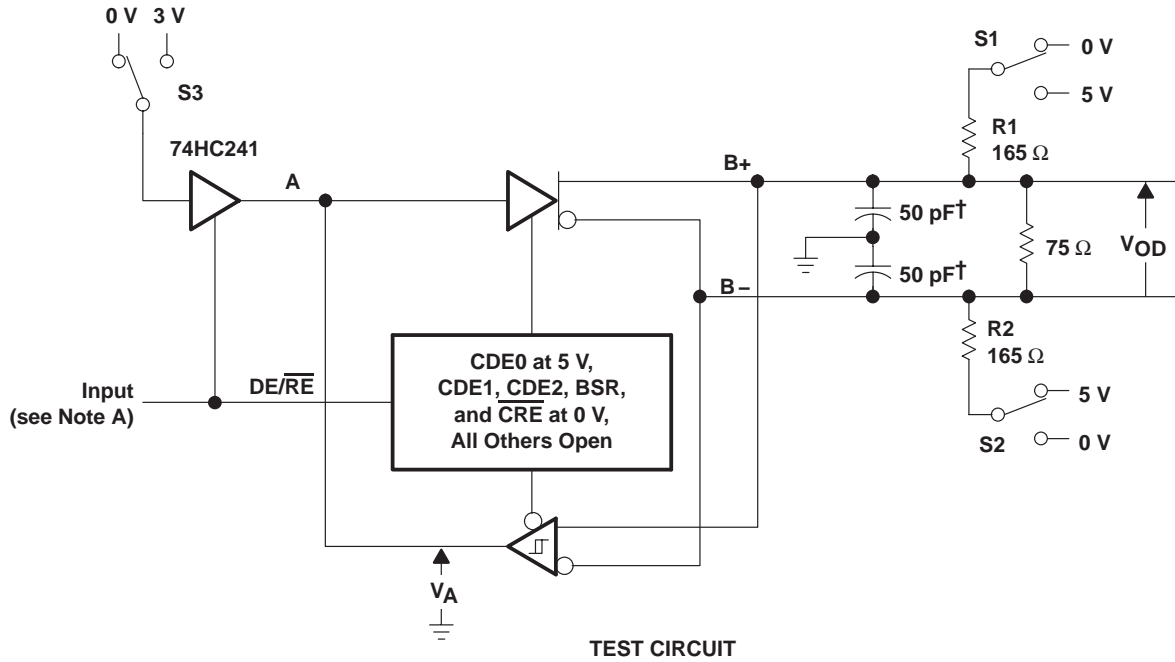 0 V 3 V
S3
74HC241
A
S1
0 V
5 V
R1
165 Ω
B+
50 pF†
50 pF†
75 Ω
VOD
B−
R2
165 Ω
5 V
S2
0 V
Input
(see Note A)
DE/R̅E̅
CDE0 at 5 V,
CDE1, CDE2, BSR,
and C̅R̅E̅ at 0 V,
All Others Open
VA
TEST CIRCUIT